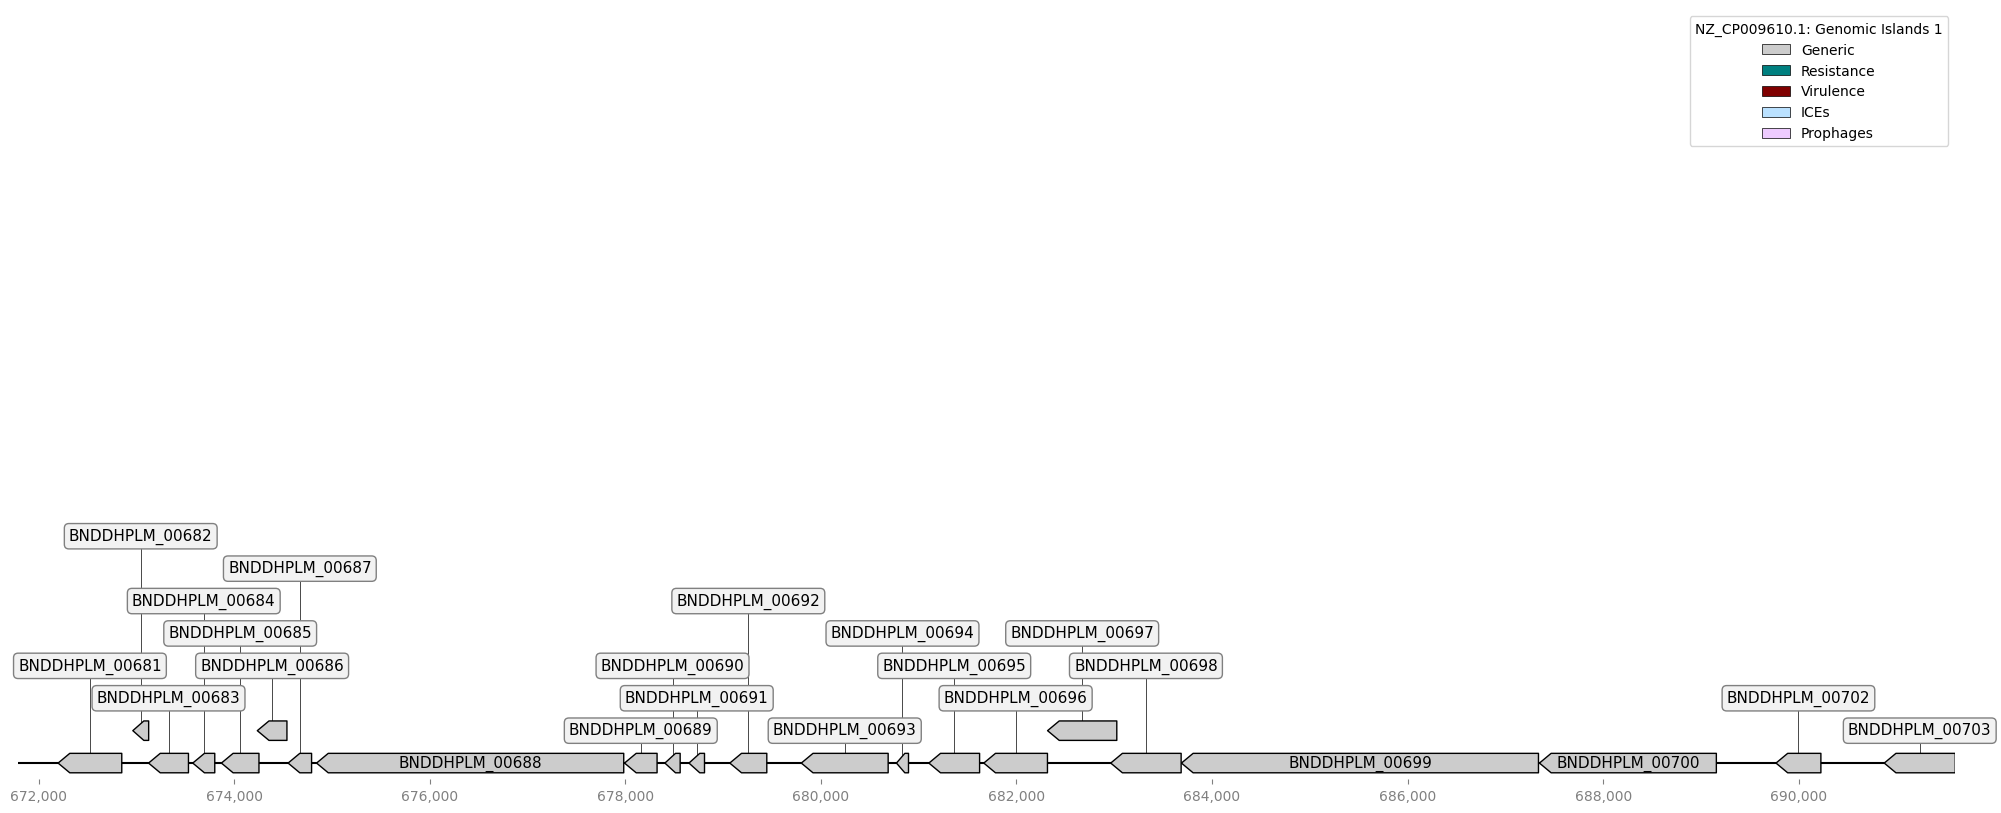 NZ_CP009610.1: Genomic Islands 1
Generic
Resistance
Virulence
ICEs
Prophages
BNDDHPLM_00682
BNDDHPLM_00687
BNDDHPLM_00684
BNDDHPLM_00692
BNDDHPLM_00685
BNDDHPLM_00694
BNDDHPLM_00697
BNDDHPLM_00681
BNDDHPLM_00686
BNDDHPLM_00690
BNDDHPLM_00695
BNDDHPLM_00698
BNDDHPLM_00683
BNDDHPLM_00691
BNDDHPLM_00696
BNDDHPLM_00702
BNDDHPLM_00689
BNDDHPLM_00693
BNDDHPLM_00703
BNDDHPLM_00688
BNDDHPLM_00699
BNDDHPLM_00700
672,000
674,000
676,000
678,000
680,000
682,000
684,000
686,000
688,000
690,000